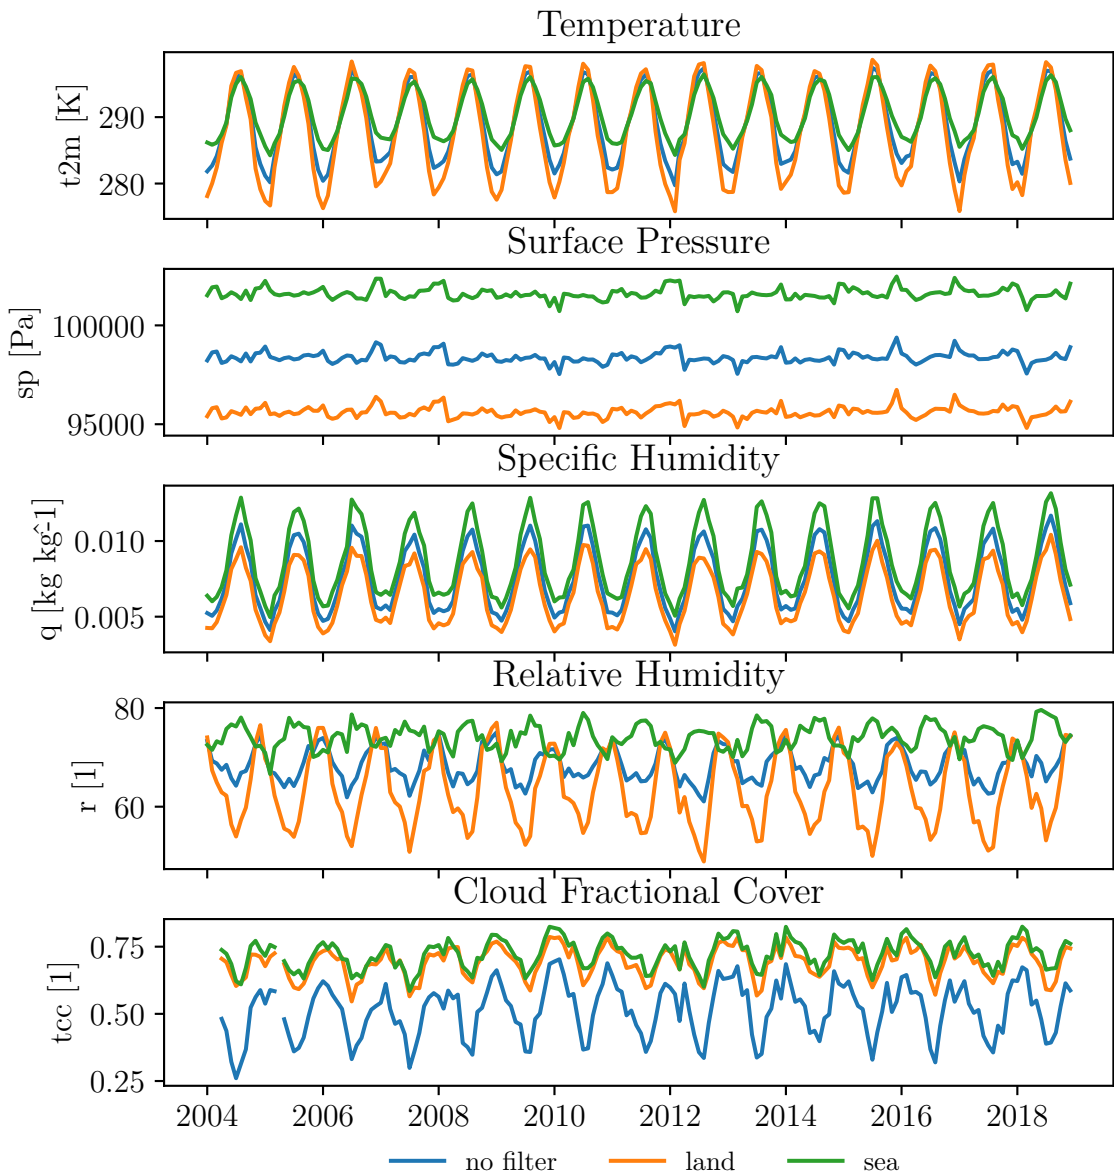 Temperature
t2m [K]
290
280
Surface Pressure
sp [Pa]
100000
95000
Specific Humidity
q [kg kg^-1]
0.010
0.005
Relative Humidity
r [1]
80
60
Cloud Fractional Cover
tcc [1]
0.75
0.50
0.25
2004 2006 2008 2010 2012 2014 2016 2018
no filter land sea